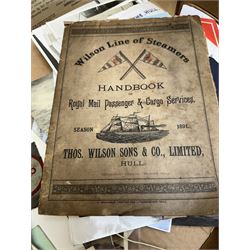 Wilson Line of Steamers
HANDBOOK
OF
Royal Mail Passenger & Cargo Services.
SEASON 1891.
THOS. WILSON SONS & CO., LIMITED,
HULL.